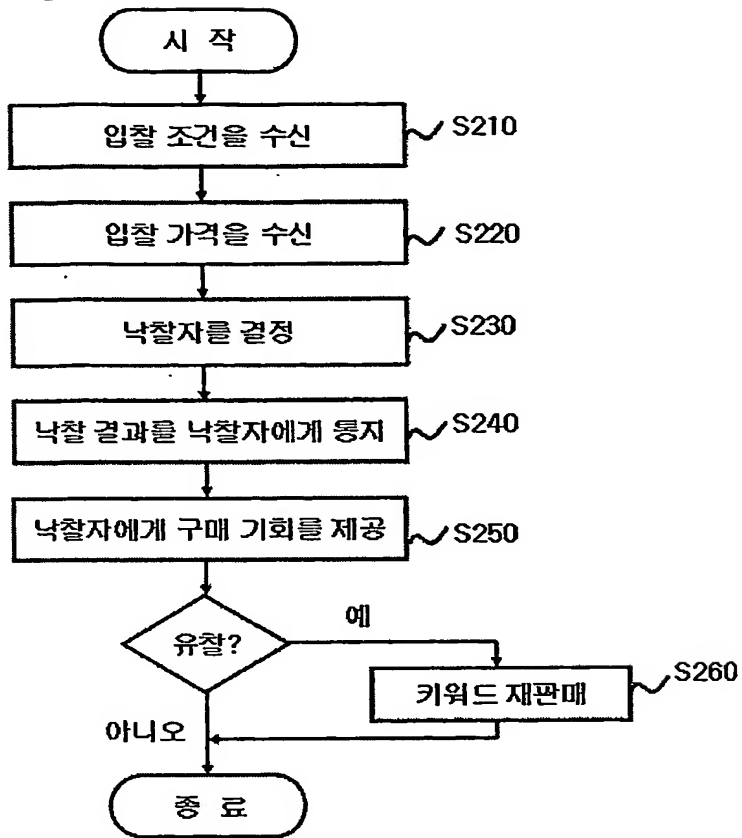 시 작
입찰 조건을 수신
S210
입찰 가격을 수신
S220
낙찰자를 결정
S230
낙찰 결과를 낙찰자에게 통지
S240
낙찰자에게 구매 기회를 제공
S250
유찰?
예
키워드 재판매
S260
아니오
종 료